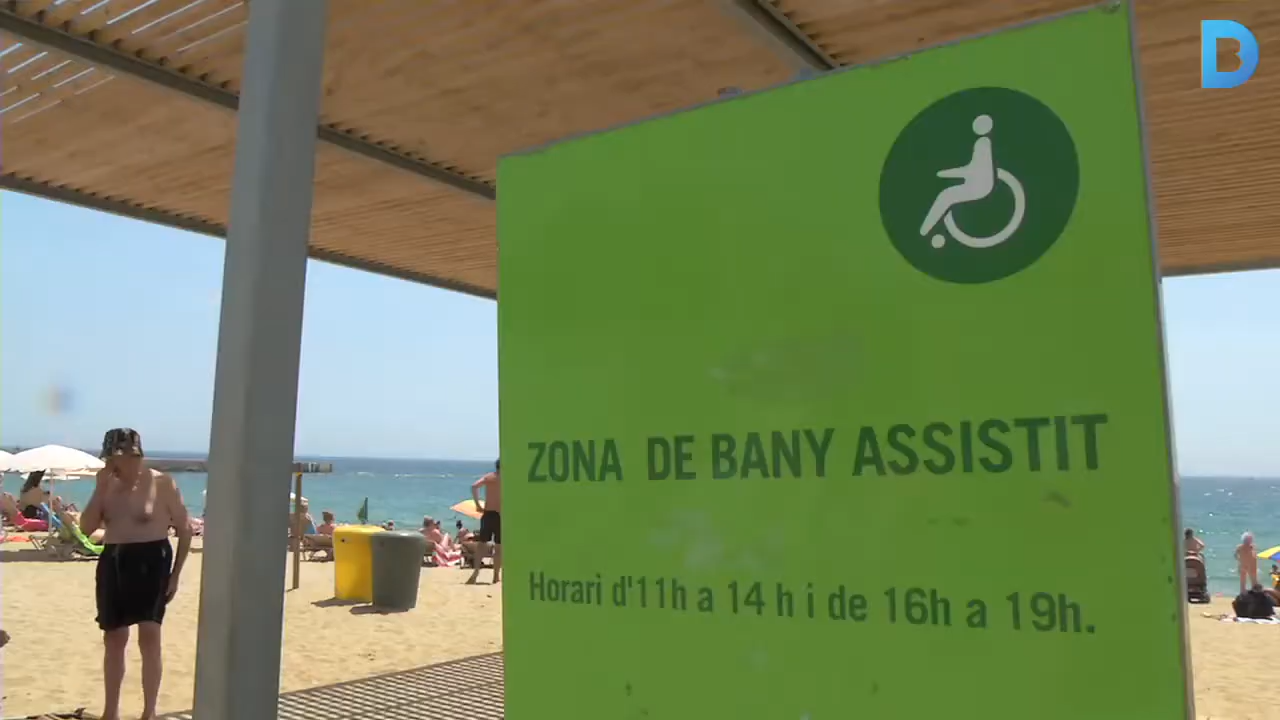 ZONA DE BANY ASSISTIT
Horari d'11h a 14 h i de 16h a 19h.